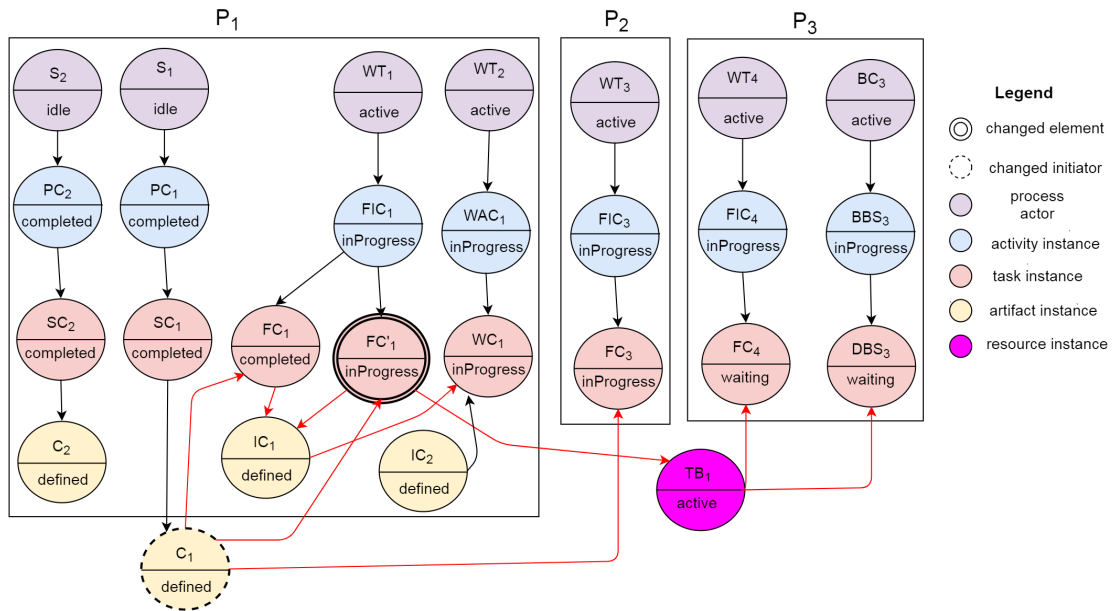 P₁
P₂
P₃
S₂
idle
S₁
idle
WT₁
active
WT₂
active
WT₃
active
WT₄
active
BC₃
active
PC₂
completed
PC₁
completed
FIC₁
inProgress
WAC₁
inProgress
FIC₃
inProgress
FIC₄
inProgress
BBS₃
inProgress
SC₂
completed
SC₁
completed
FC₁
completed
FC'₁
inProgress
WC₁
inProgress
FC₃
inProgress
FC₄
waiting
DBS₃
waiting
C₂
defined
IC₁
defined
IC₂
defined
TB₁
active
C₁
defined
Legend
changed element
changed initiator
process
actor
activity instance
task instance
artifact instance
resource instance